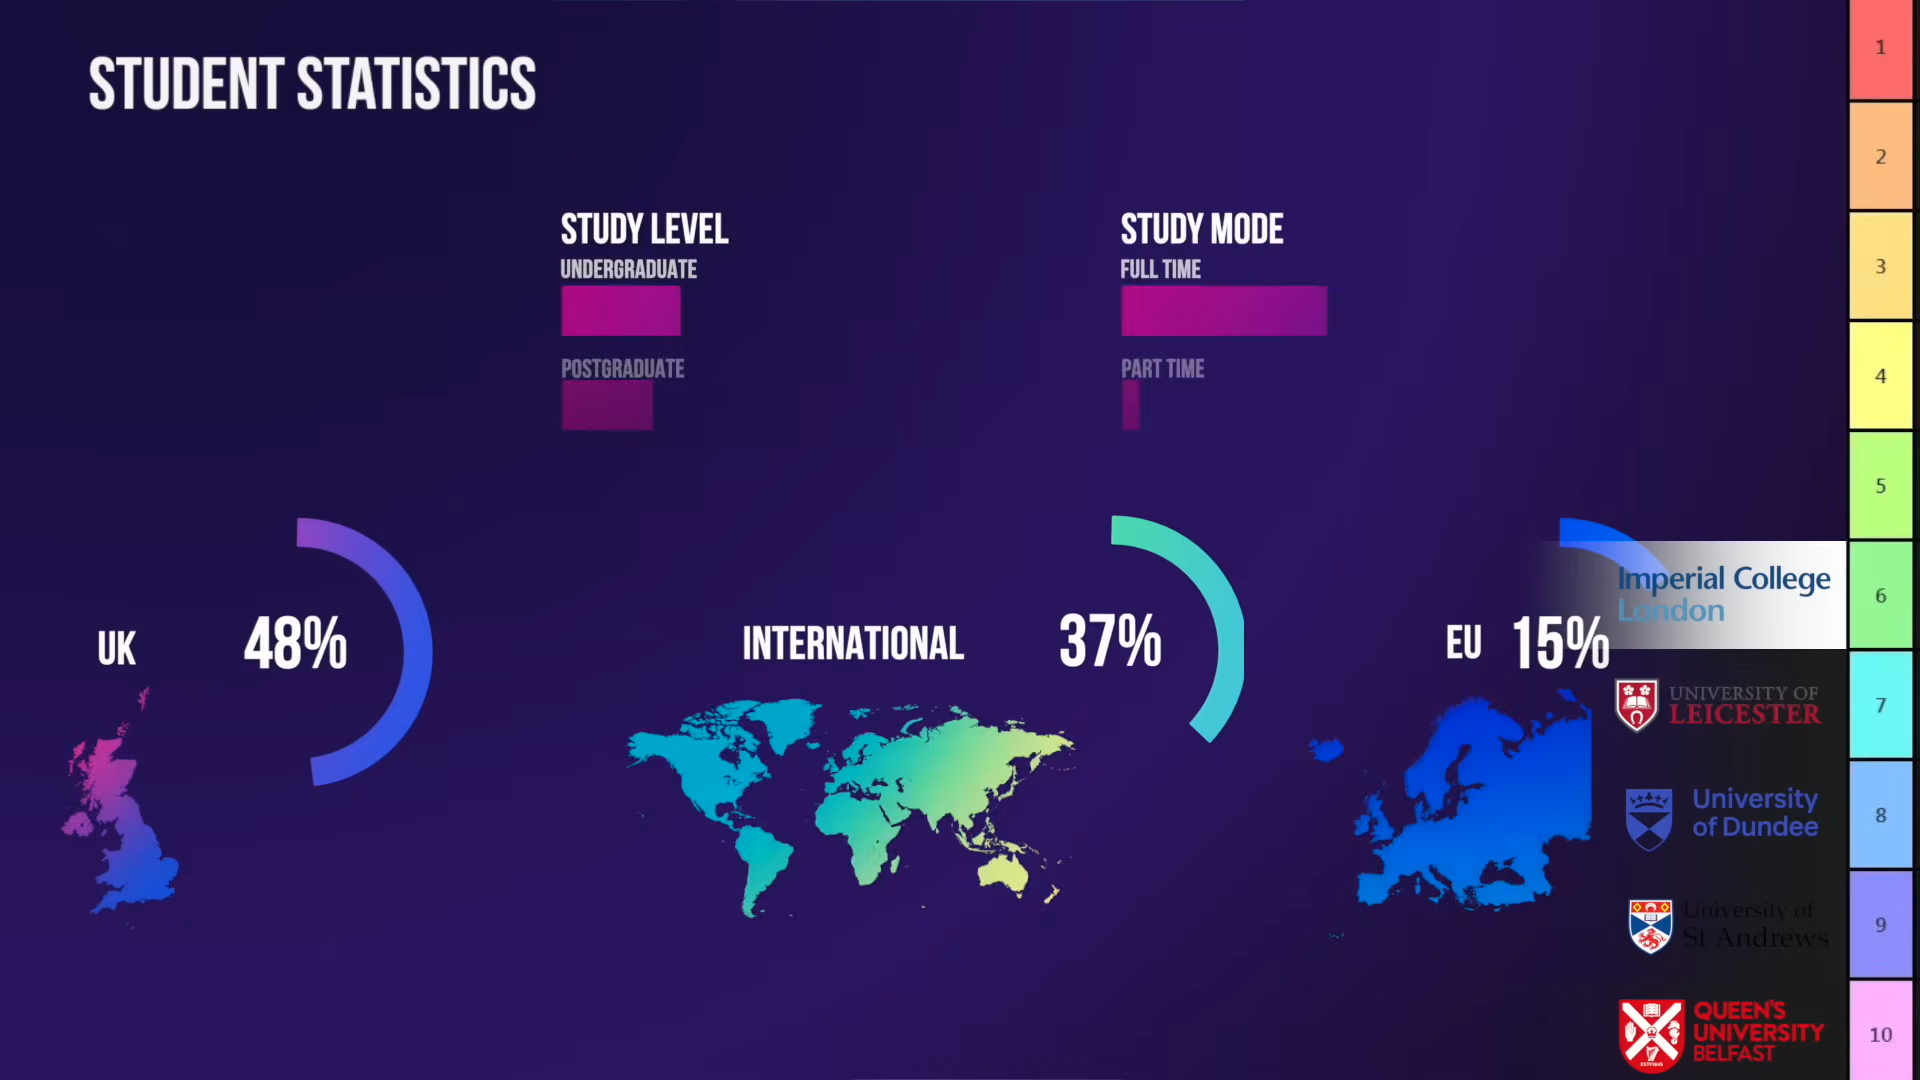 STUDENT STATISTICS
STUDY LEVEL
UNDERGRADUATE
POSTGRADUATE
STUDY MODE
FULL TIME
PART TIME
UK
48%
INTERNATIONAL
37%
EU
15%
1
2
3
4
5
Imperial College
London
6
UNIVERSITY OF
LEICESTER
7
University
of Dundee
8
University of
St Andrews
9
QUEEN'S
UNIVERSITY
BELFAST
ESTD1845
10